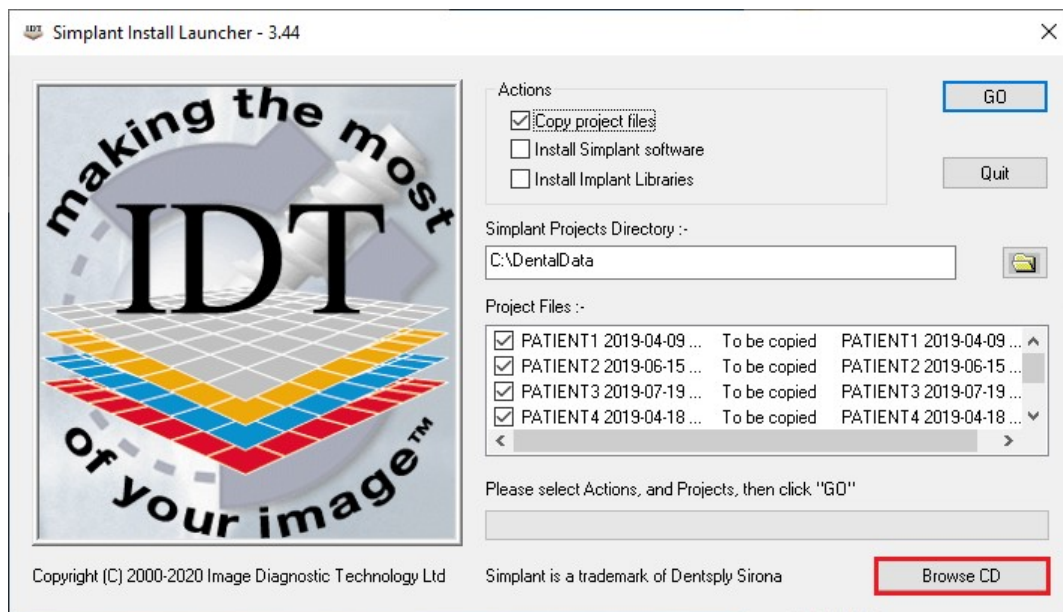 IDT
Simplant Install Launcher - 3.44
making the most
IDT
of your image™
Actions
Copy project files
Install Simplant software
Install Implant Libraries
GO
Quit
Simplant Projects Directory :-
C:\DentalData
Project Files :-
PATIENT1 2019-04-09 ... To be copied PATIENT1 2019-04-09 ...
PATIENT2 2019-06-15 ... To be copied PATIENT2 2019-06-15 ...
PATIENT3 2019-07-19 ... To be copied PATIENT3 2019-07-19 ...
PATIENT4 2019-04-18 ... To be copied PATIENT4 2019-04-18 ...
Please select Actions, and Projects, then click "GO"
Copyright (C) 2000-2020 Image Diagnostic Technology Ltd
Simplant is a trademark of Dentsply Sirona
Browse CD